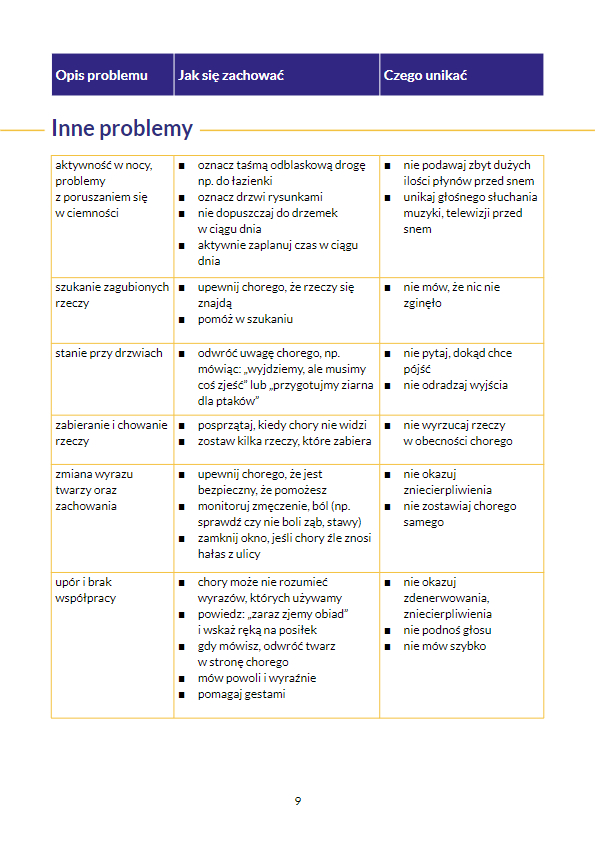 Opis problemu
Jak się zachować
Czego unikać
Inne problemy
aktywność w nocy,
problemy
z poruszaniem się
w ciemności
■ oznacz taśmą odblaskową drogę
np. do łazienki
■ oznacz drzwi rysunkami
■ nie dopuszczaj do drzemek
w ciągu dnia
■ aktywnie zaplanuj czas w ciągu
dnia
■ nie podawaj zbyt dużych
ilości płynów przed snem
■ unikaj głośnego słuchania
muzyki, telewizji przed
snem
szukanie zagubionych
rzeczy
■ upewnij chorego, że rzeczy się
znajdą
■ pomóż w szukaniu
■ nie mów, że nic nie
zginęło
stanie przy drzwiach
■ odwróć uwagę chorego, np.
mówiąc: „wyjdziemy, ale musimy
coś zjeść” lub „przygotujmy ziarna
dla ptaków”
■ nie pytaj, dokąd chce
pójść
■ nie odradzaj wyjścia
zabieranie i chowanie
rzeczy
■ posprzątaj, kiedy chory nie widzi
■ zostaw kilka rzeczy, które zabiera
■ nie wyrzucaj rzeczy
w obecności chorego
zmiana wyrazu
twarzy oraz
zachowania
■ upewnij chorego, że jest
bezpieczny, że pomożesz
■ monitoruj zmęczenie, ból (np.
sprawdź czy nie boli ząb, stawy)
■ zamknij okno, jeśli chory źle znosi
hałas z ulicy
■ nie okazuj
zniecierpliwienia
■ nie zostawiaj chorego
samego
upór i brak
współpracy
■ chory może nie rozumieć
wyrazów, których używamy
■ powiedz: „zaraz zjemy obiad”
i wskaż ręką na posiłek
■ gdy mówisz, odwróć twarz
w stronę chorego
■ mów powoli i wyraźnie
■ pomagaj gestami
■ nie okazuj
zdenerwowania,
zniecierpliwienia
■ nie podnoś głosu
■ nie mów szybko
9